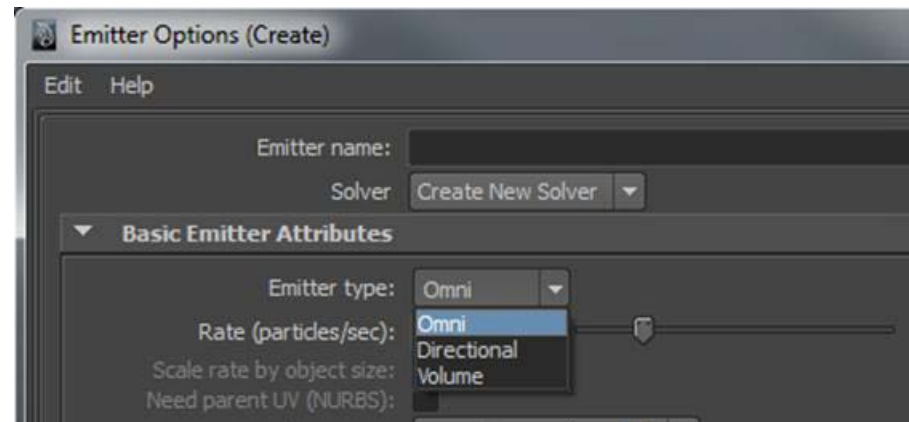 Emitter Options (Create)
Edit Help
Emitter name:
Solver Create New Solver
Basic Emitter Attributes
Emitter type: Omni
Rate (particles/sec): Omni
Directional
Scale rate by object size: Volume
Need parent UV (NURBS):